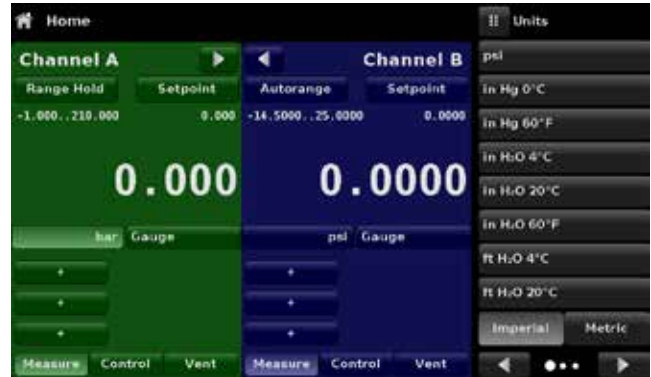 Home
Units
Channel A
Channel B
Range Hold
Setpoint
Autorange
Setpoint
-1.000..210.000
0.000
-14.5000..25.0000
0.0000
0.000
0.0000
bar
Gauge
psi
Gauge
+
+
+
+
+
+
Measure
Control
Vent
Measure
Control
Vent
psi
in Hg 0°C
in Hg 60°F
in H₂O 4°C
in H₂O 20°C
in H₂O 60°F
ft H₂O 4°C
ft H₂O 20°C
Imperial
Metric